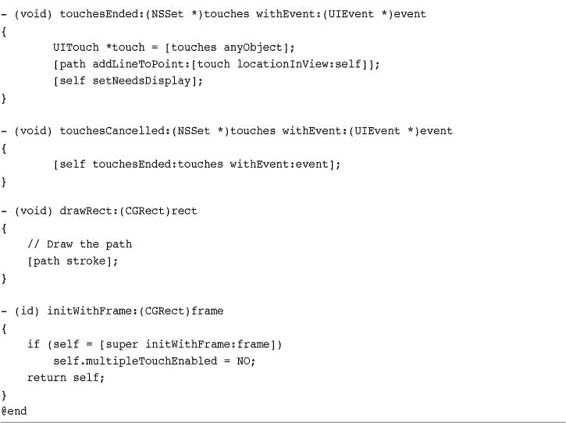 - (void) touchesEnded:(NSSet *)touches withEvent:(UIEvent *)event
{
        UITouch *touch = [touches anyObject];
        [path addLineToPoint:[touch locationInView:self]];
        [self setNeedsDisplay];
}

- (void) touchesCancelled:(NSSet *)touches withEvent:(UIEvent *)event
{
        [self touchesEnded:touches withEvent:event];
}

- (void) drawRect:(CGRect)rect
{
    // Draw the path
    [path stroke];
}

- (id) initWithFrame:(CGRect)frame
{
    if (self = [super initWithFrame:frame])
        self.multipleTouchEnabled = NO;
    return self;
}
@end